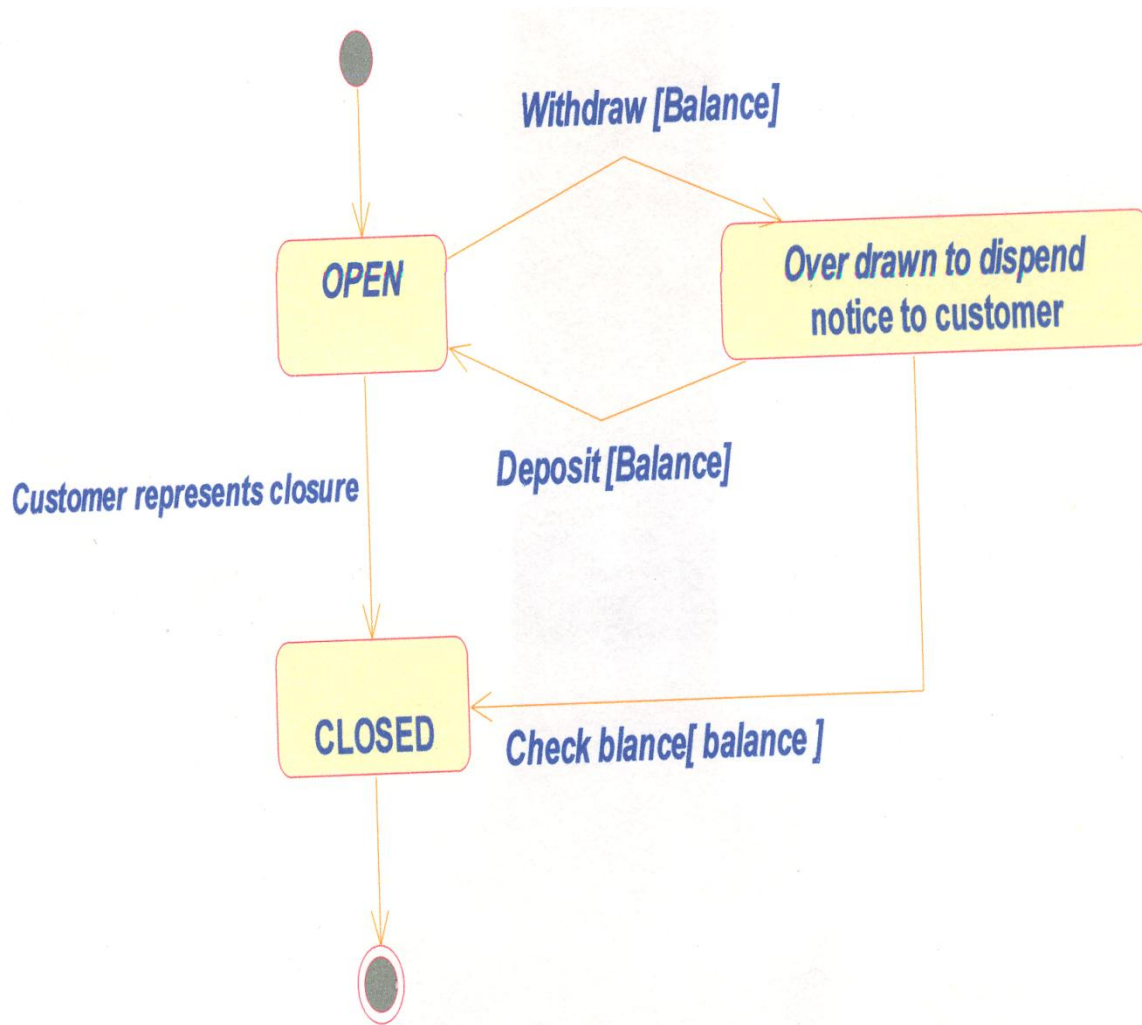 Withdraw [Balance]
OPEN
Over drawn to dispend
notice to customer
Deposit [Balance]
Customer represents closure
CLOSED
Check blance[ balance ]